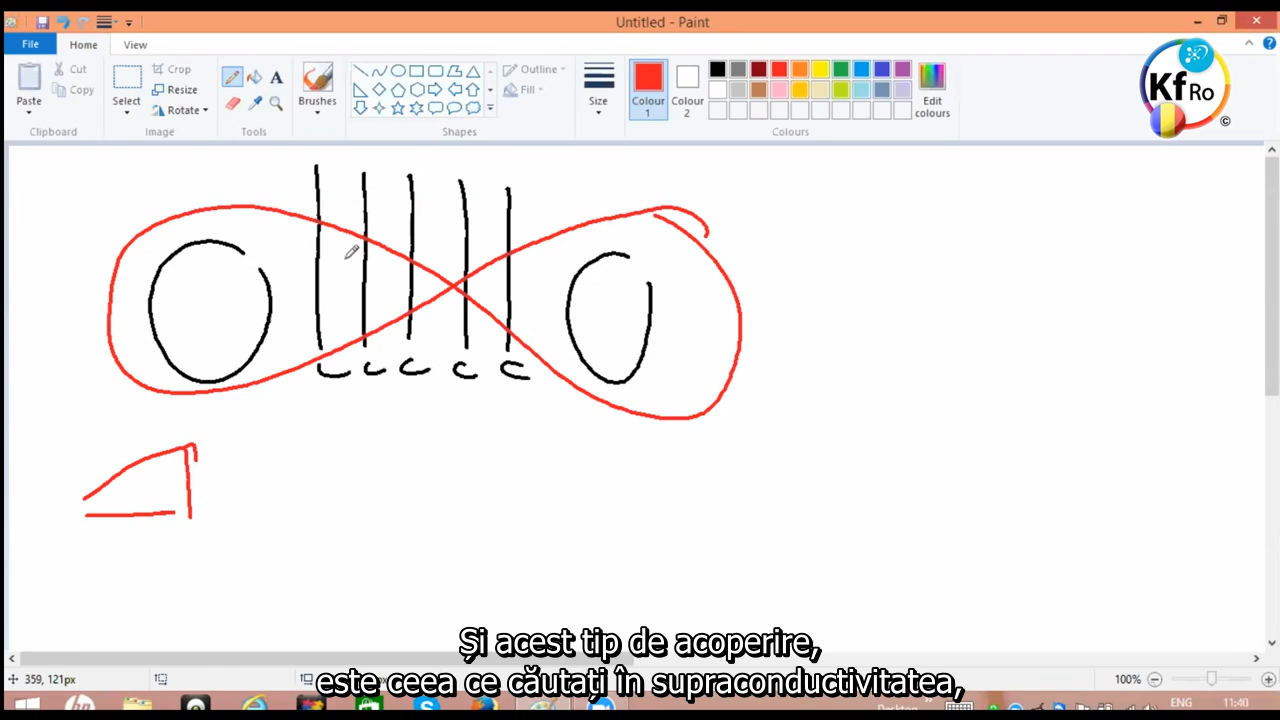 Untitled - Paint
File Home View
Paste
Cut
Copy
Clipboard
Select
Crop
Resize
Rotate
Image
Tools
Brushes
Outline
Fill
Shapes
Size
Colour 1
Colour 2
Edit colours
Colours
Kf Ro
©
c c c c c
Și acest tip de acoperire,
este ceea ce căutați în supraconductivitatea,
359, 121px
100%
Desktop
ENG
11:40